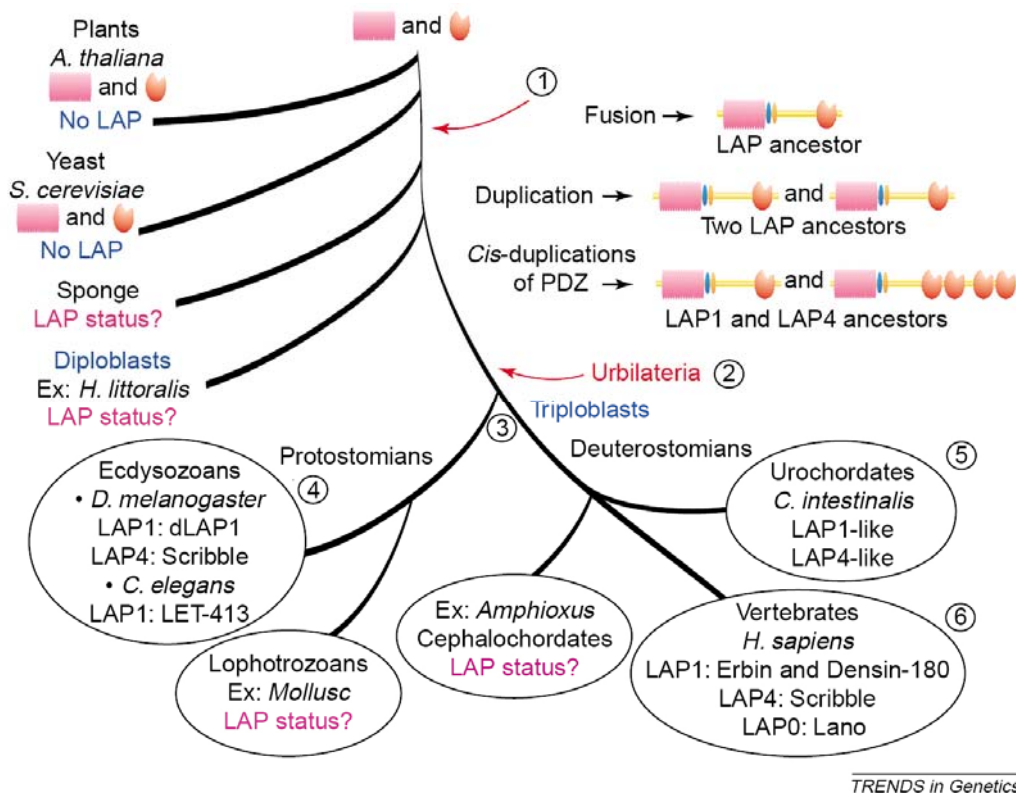 and
Plants
A. thaliana
and
No LAP
Yeast
S. cerevisiae
and
No LAP
Sponge
LAP status?
Diploblasts
Ex: H. littoralis
LAP status?
1
Fusion
LAP ancestor
Duplication
and
Two LAP ancestors
Cis-duplications
of PDZ
and
LAP1 and LAP4 ancestors
Urbilateria 2
Triploblasts
3
Protostomians
Deuterostomians
4
Ecdysozoans
• D. melanogaster
LAP1: dLAP1
LAP4: Scribble
• C. elegans
LAP1: LET-413
Lophotrozoans
Ex: Mollusc
LAP status?
Ex: Amphioxus
Cephalochordates
LAP status?
5
Urochordates
C. intestinalis
LAP1-like
LAP4-like
6
Vertebrates
H. sapiens
LAP1: Erbin and Densin-180
LAP4: Scribble
LAP0: Lano
TRENDS in Genetics